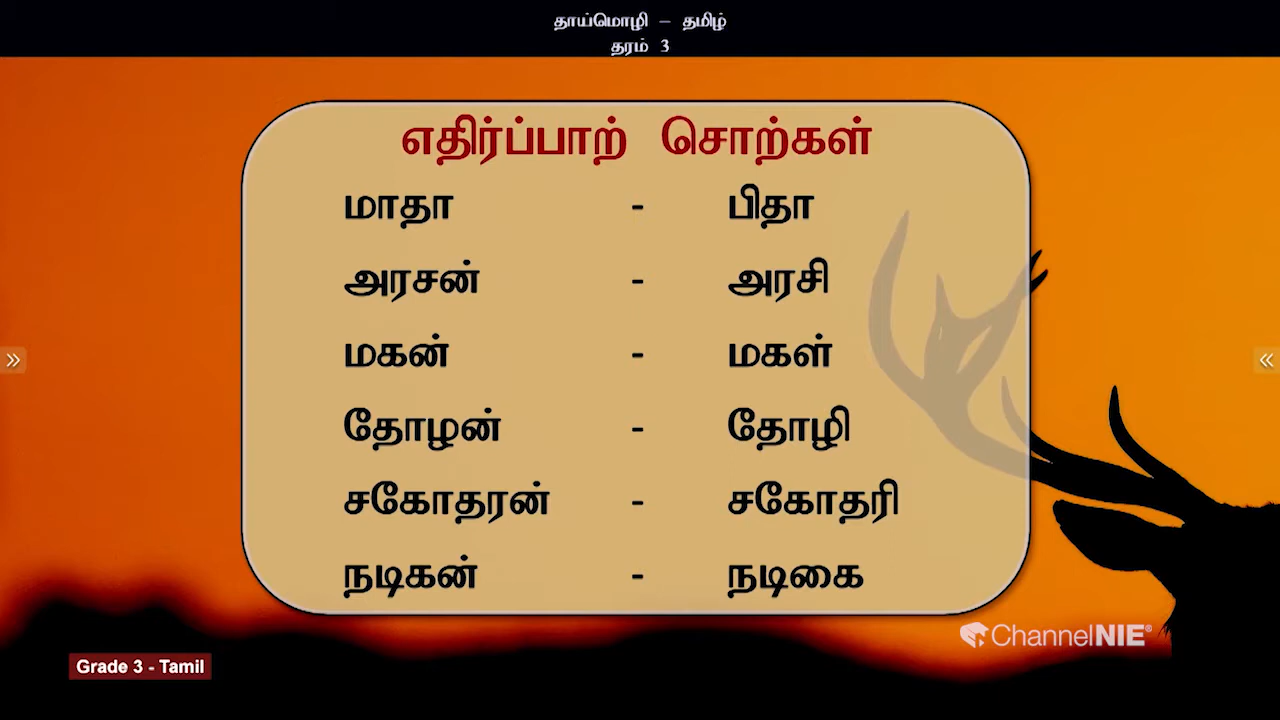 தாய்மொழி – தமிழ்
தரம் 3
எதிர்ப்பாற் சொற்கள்
மாதா - பிதா
அரசன் - அரசி
மகன் - மகள்
தோழன் - தோழி
சகோதரன் - சகோதரி
நடிகன் - நடிகை
ChannelNIE®
Grade 3 - Tamil